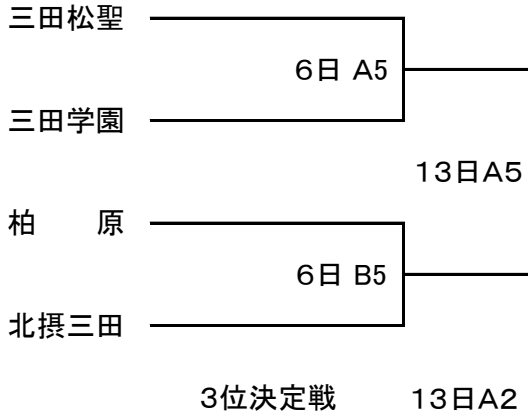 三田松聖
6日 A5
三田学園
13日A5
柏　　原
6日 B5
北摂三田
3位決定戦　　13日A2